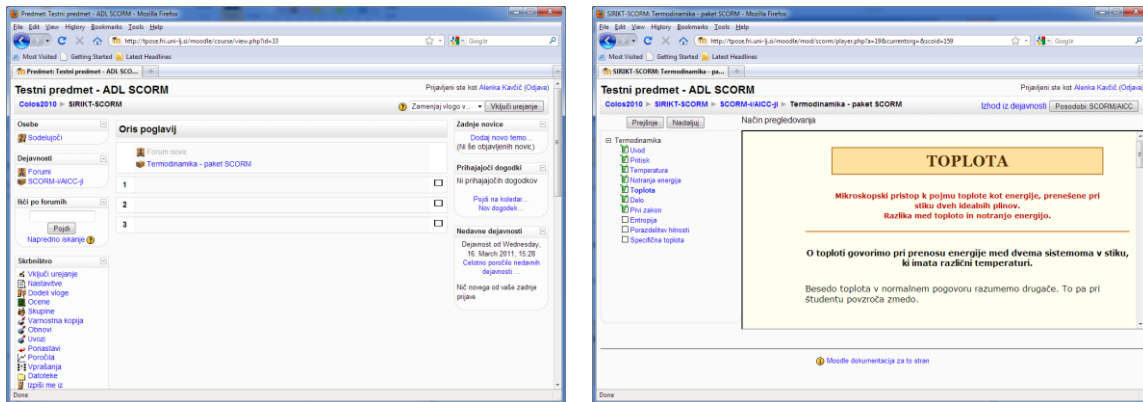 Predmet: Testni predmet - ADL SCORM - Mozilla Firefox
File Edit View History Bookmarks Tools Help
http://tpose.fri.uni-lj.si/moodle/course/view.php?id=33
Google
Most Visited Getting Started Latest Headlines
Predmet: Testni predmet - ADL SCO...
Testni predmet - ADL SCORM
Prijavljeni ste kot Alenka Kavčič (Odjava)
Colos2010 ► SIRIKT-SCORM
Zamenjaj vlogo v... Vključi urejanje
Osebe
Sodelujoči
Dejavnosti
Forumi
SCORM-i/AICC-ji
Išči po forumih
Pojdi
Napredno iskanje
Skrbništvo
Vključi urejanje
Nastavitve
Dodeli vloge
Ocene
Skupine
Varnostna kopija
Obnovi
Uvozi
Ponastavi
Poročila
Vprašanja
Datoteke
Izpiši me iz
Oris poglavij
Forum novic
Termodinamika - paket SCORM
1
2
3
Zadnje novice
Dodaj novo temo...
(Ni še objavljenih novic)
Prihajajoči dogodki
Ni prihajajočih dogodkov
Pojdi na koledar...
Nov dogodek...
Nedavne dejavnosti
Dejavnost od Wednesday,
16. March 2011, 15:28
Celotno poročilo nedavnih
dejavnosti ...
Nič novega od vaše zadnje
prijave
Done
SIRIKT-SCORM: Termodinamika - paket SCORM - Mozilla Firefox
File Edit View History Bookmarks Tools Help
http://tpose.fri.uni-lj.si/moodle/mod/scorm/player.php?a=19&currentorg=&scoid=159
Google
Most Visited Getting Started Latest Headlines
SIRIKT-SCORM: Termodinamika - pa...
Testni predmet - ADL SCORM
Prijavljeni ste kot Alenka Kavčič (Odjava)
Colos2010 ► SIRIKT-SCORM ► SCORM-i/AICC-ji ► Termodinamika - paket SCORM
Izhod iz dejavnosti Posodobi: SCORM/AICC
Prejšnje Nadaljuj
Način pregledovanja
Termodinamika
Uvod
Pritisk
Temperatura
Notranja energija
Toplota
Delo
Prvi zakon
Entropija
Porazdelitev hitrosti
Specifična toplota
TOPLOTA
Mikroskopski pristop k pojmu toplote kot energije, prenešene pri
stiku dveh idealnih plinov.
Razlika med toploto in notranjo energijo.
O toploti govorimo pri prenosu energije med dvema sistemoma v stiku,
ki imata različni temperaturi.
Besedo toplota v normalnem pogovoru razumemo drugače. To pa pri
študentu povzroča zmedo.
Moodle dokumentacija za to stran
Done